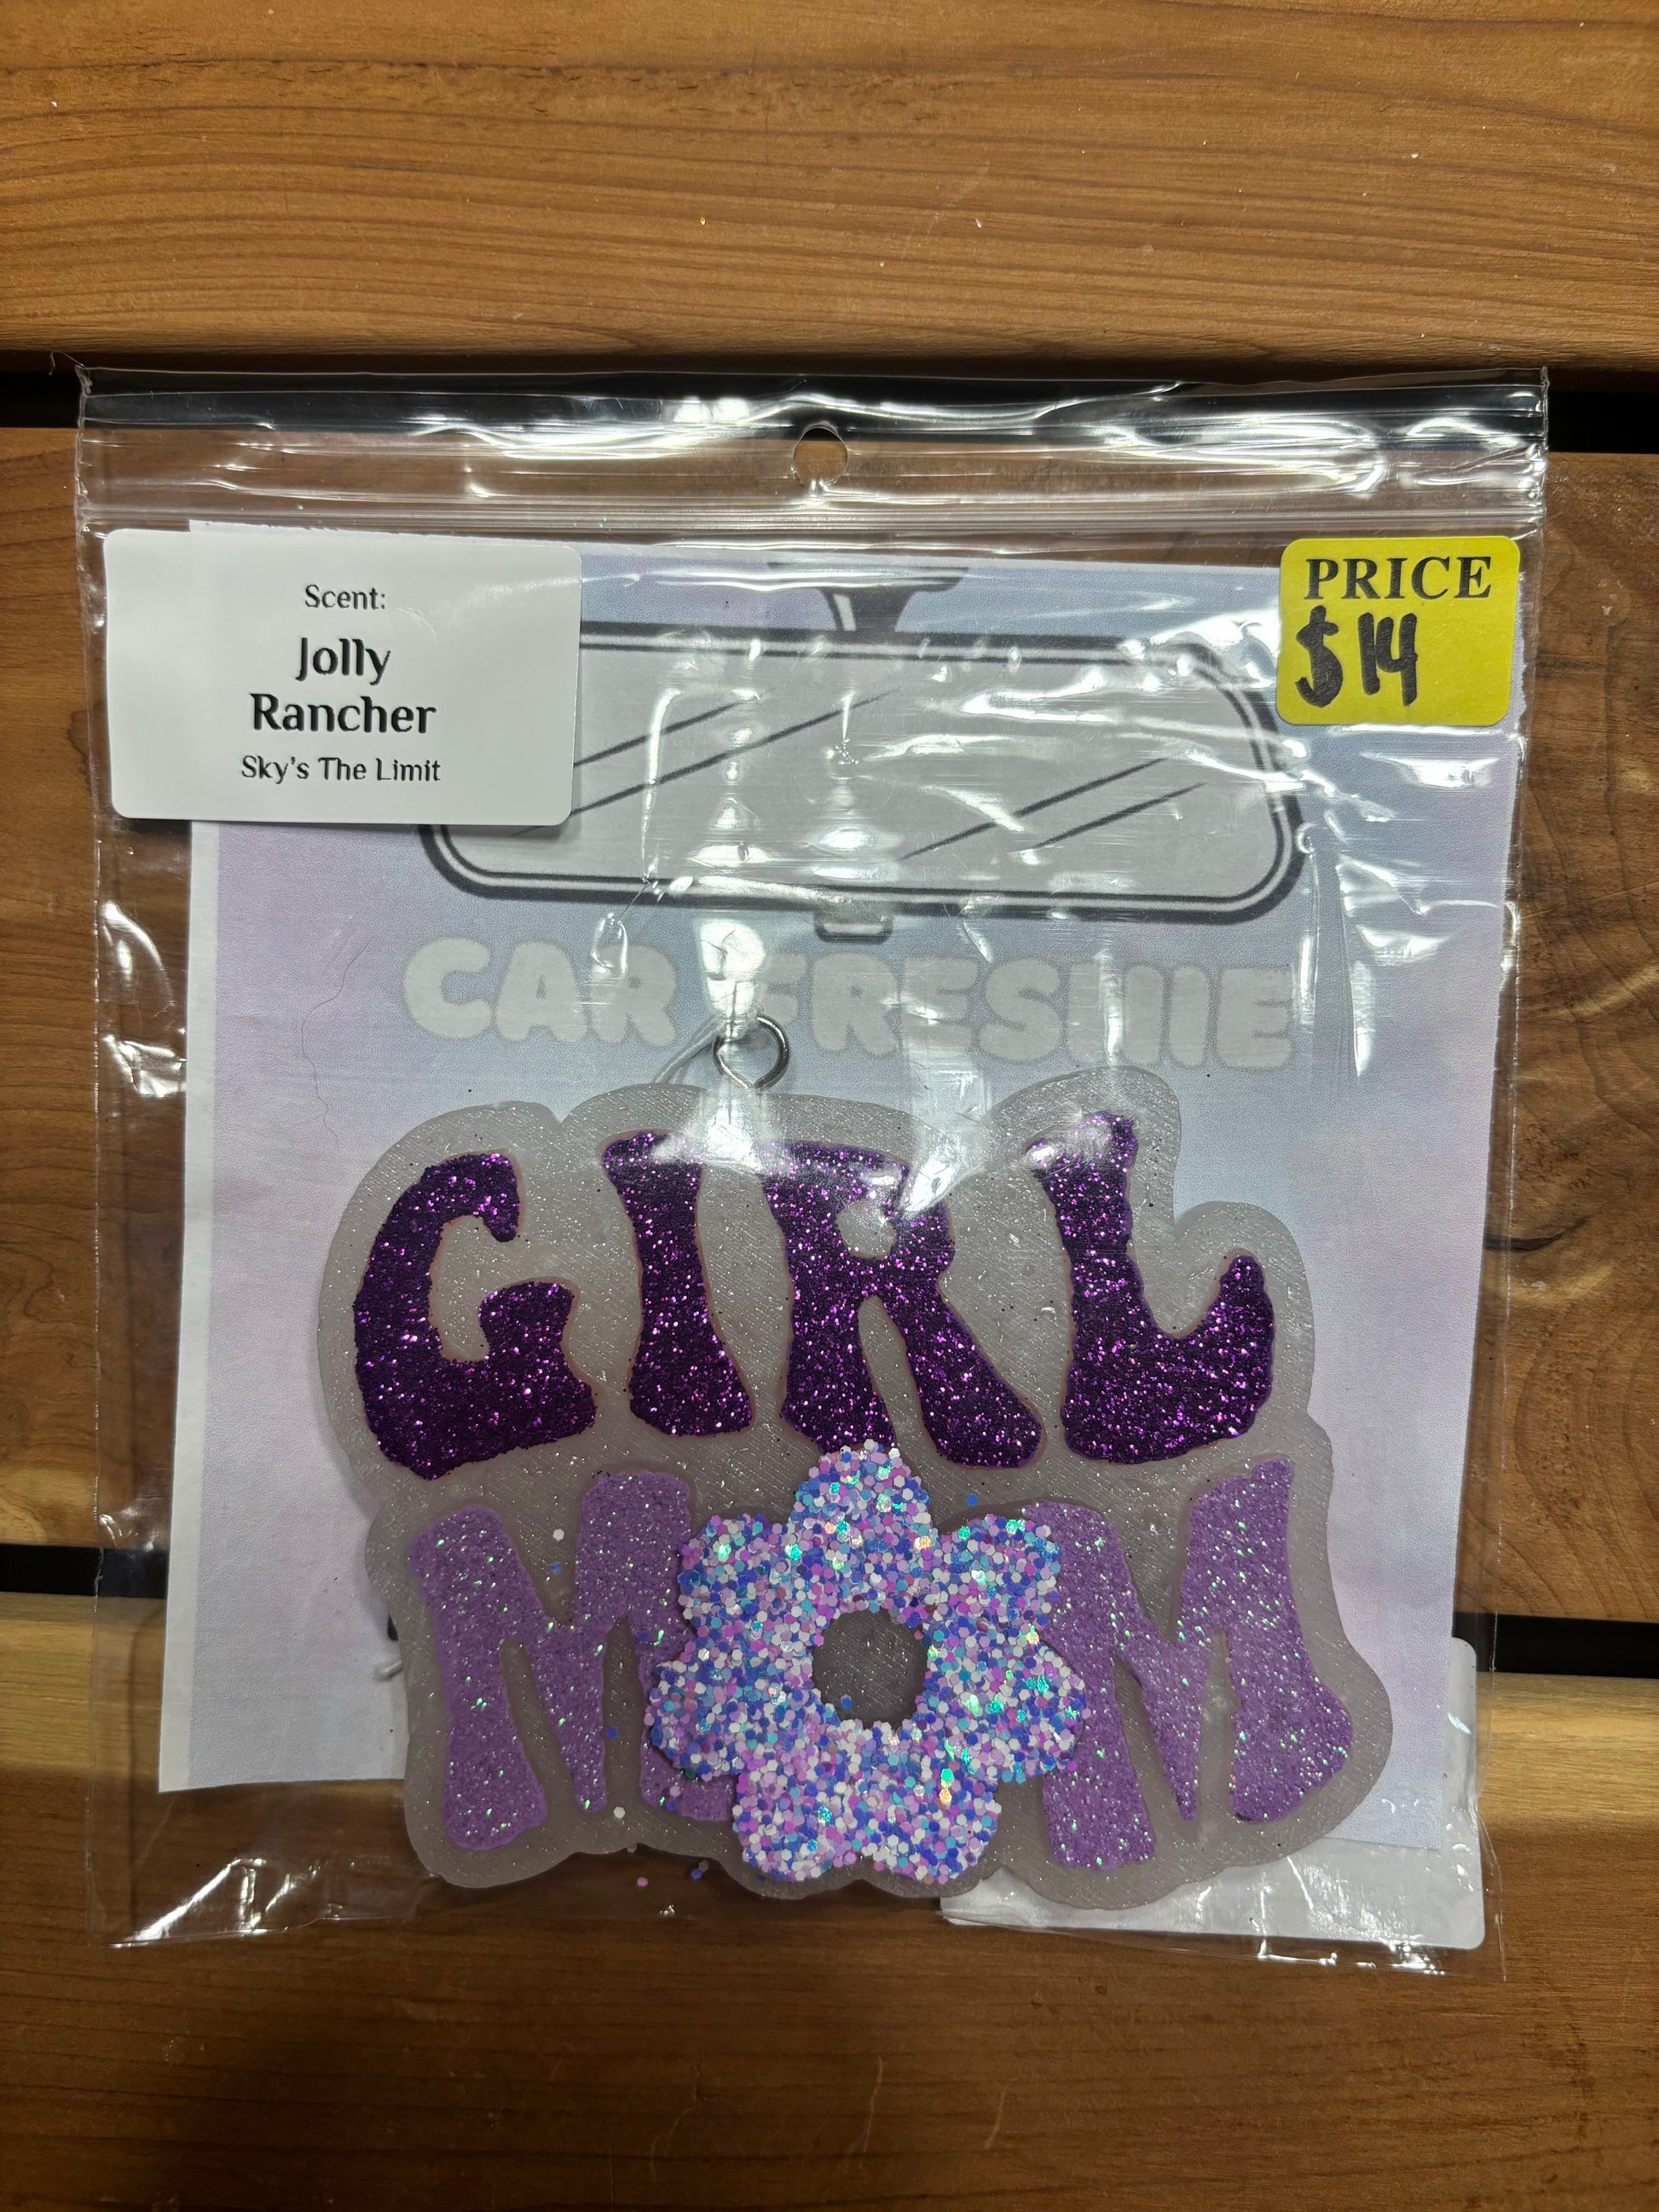 Scent:
Jolly
Rancher
Sky's The Limit
PRICE
$14
CAR FRESHIE
GIRL
MOM